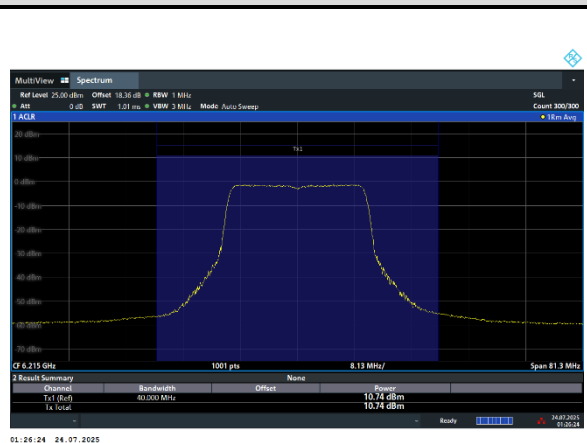 MultiView Spectrum
Ref Level 25.00 dBm Offset 18.36 dB RBW 1 MHz SGL
Att 0 dB SWT 1.01 ms VBW 3 MHz Mode Auto Sweep Count 300/300
1 ACLR 1Rm Avg
20 dBm
Tx1
10 dBm
0 dBm
-10 dBm
-20 dBm
-30 dBm
-40 dBm
-50 dBm
-60 dBm
-70 dBm
CF 6.215 GHz 1001 pts 8.13 MHz/ Span 81.3 MHz
2 Result Summary None
Channel Bandwidth Offset Power
Tx1 (Ref) 40.000 MHz 10.74 dBm
Tx Total 10.74 dBm
Ready 24.07.2025
01:26:24
01:26:24 24.07.2025